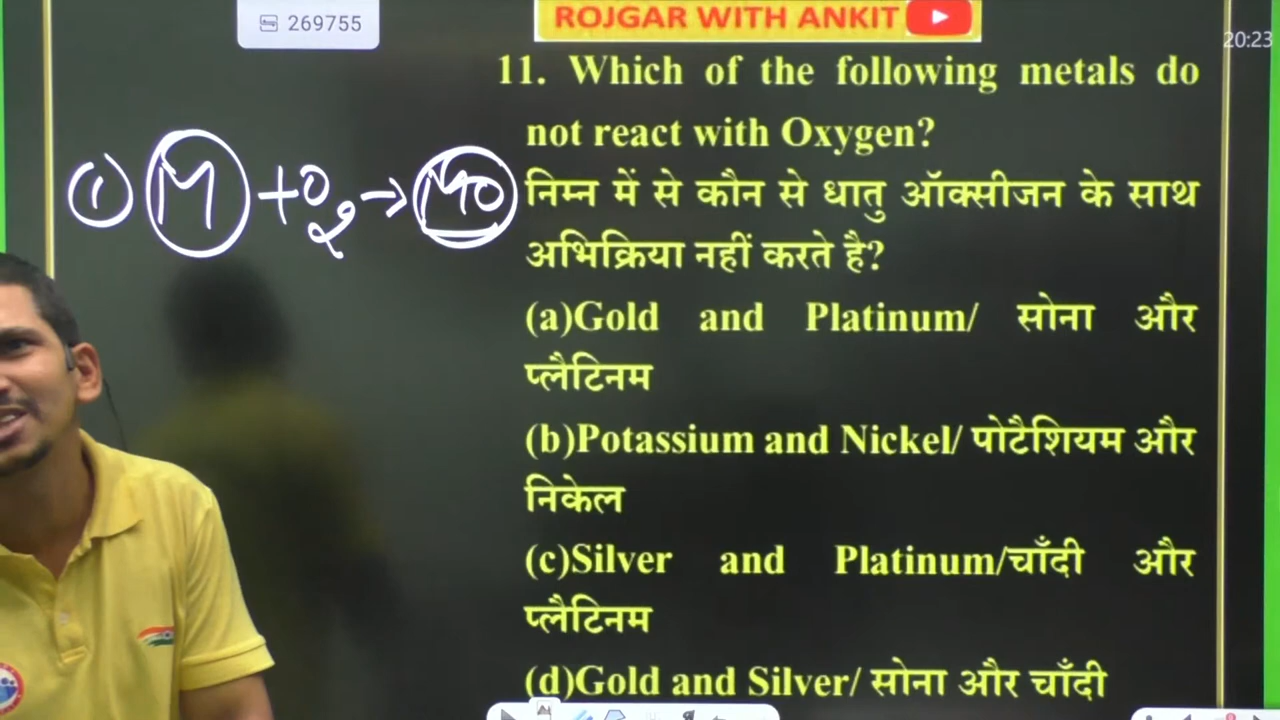 269755
ROJGAR WITH ANKIT
20:23
11. Which of the following metals do
not react with Oxygen?
निम्न में से कौन से धातु ऑक्सीजन के साथ
अभिक्रिया नहीं करते है?
(a)Gold and Platinum/ सोना और
प्लैटिनम
(b)Potassium and Nickel/ पोटैशियम और
निकेल
(c)Silver and Platinum/चाँदी और
प्लैटिनम
(d)Gold and Silver/ सोना और चाँदी
① M + O₂ → MO